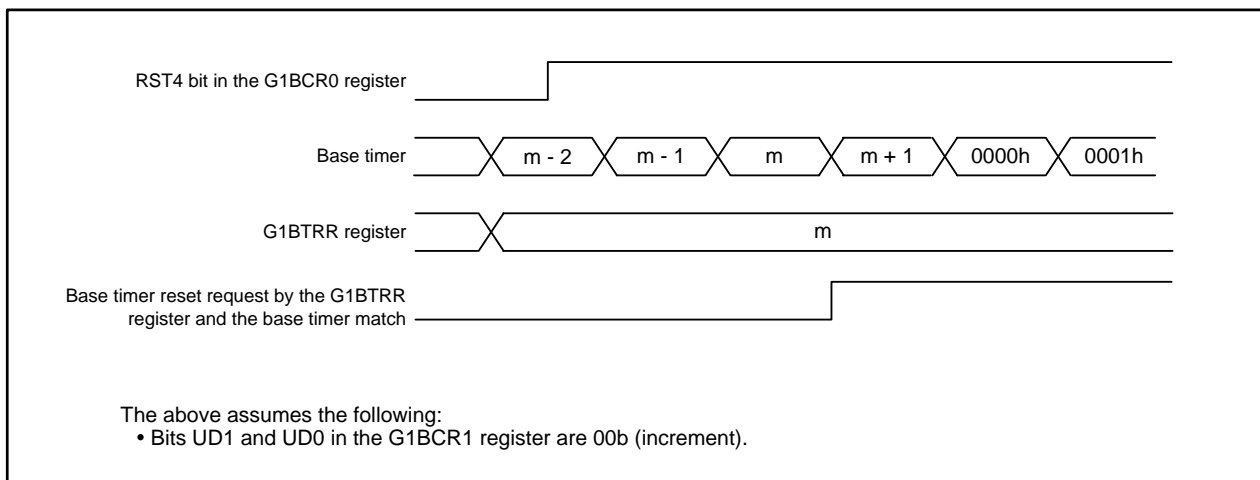 RST4 bit in the G1BCR0 register
Base timer
m - 2
m - 1
m
m + 1
0000h
0001h
G1BTRR register
m
Base timer reset request by the G1BTRR
register and the base timer match
The above assumes the following:
• Bits UD1 and UD0 in the G1BCR1 register are 00b (increment).